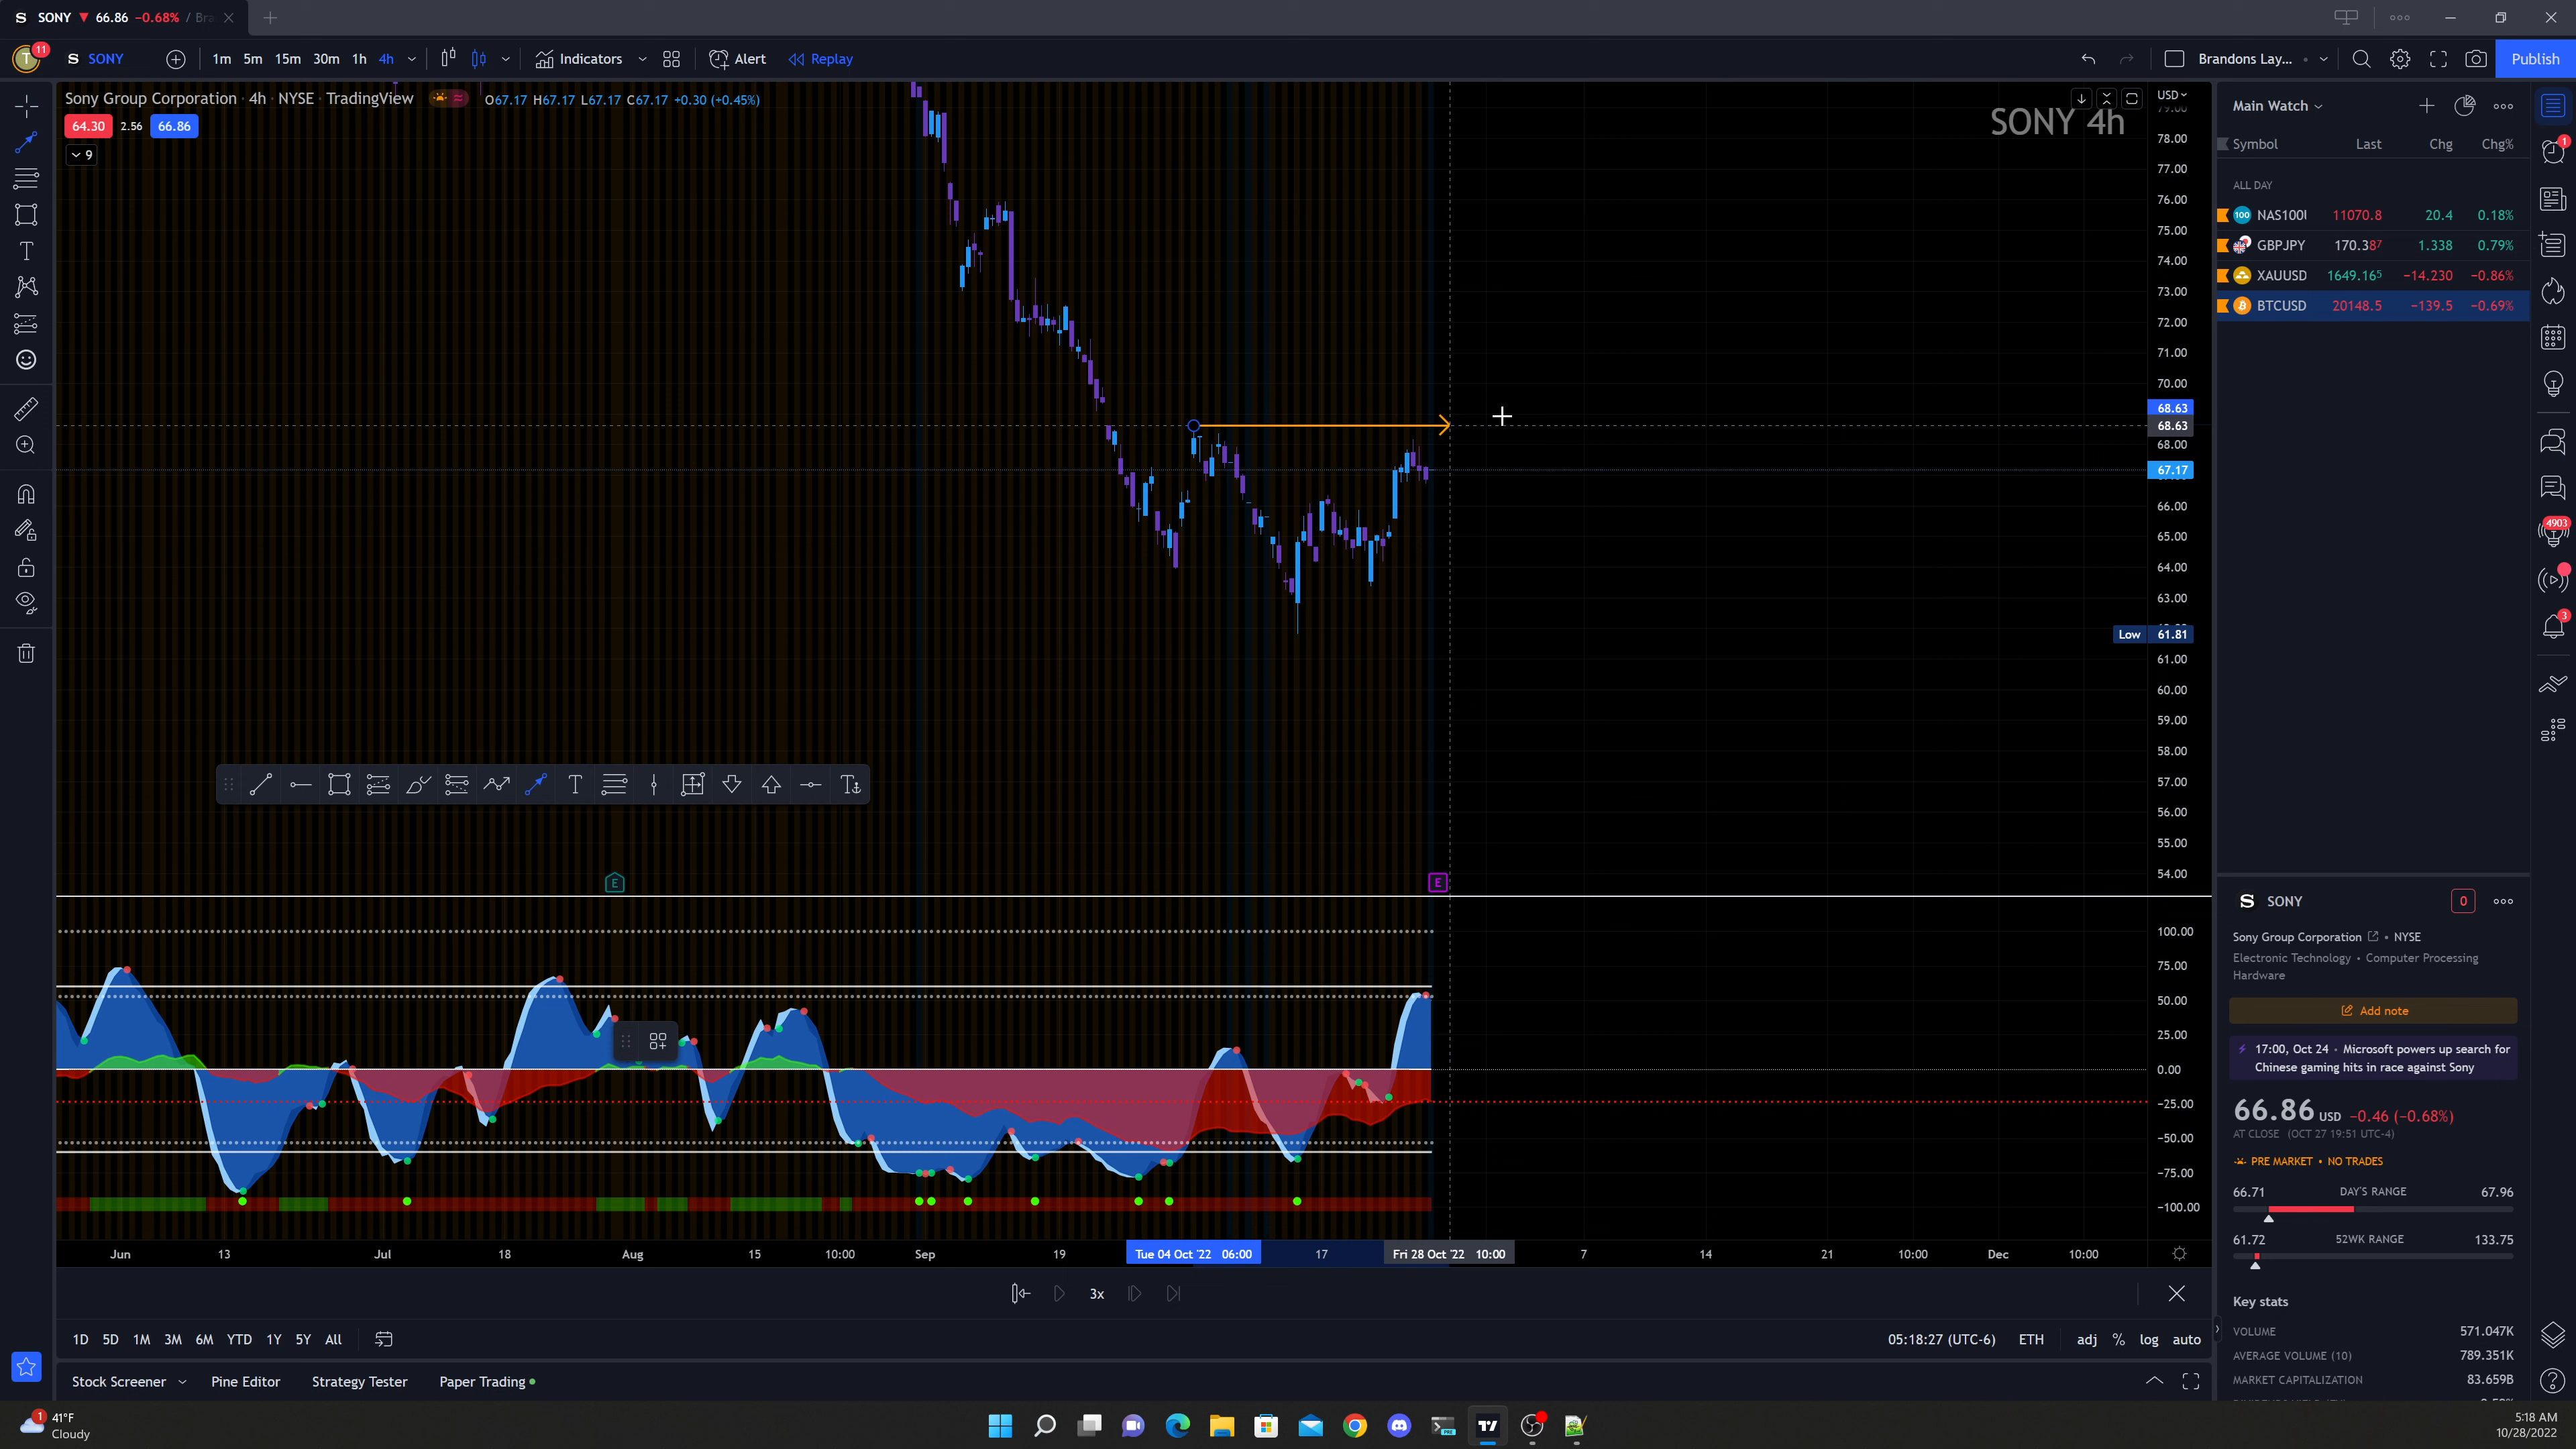 SONY ▼ 66.86 −0.68% / Bra
11
SONY 1m 5m 15m 30m 1h 4h Indicators Alert Replay Brandons Lay... Publish
Sony Group Corporation · 4h · NYSE · TradingView O67.17 H67.17 L67.17 C67.17 +0.30 (+0.45%)
64.30 2.56 66.86
9
SONY 4h
USD
79.00
78.00
77.00
76.00
75.00
74.00
73.00
72.00
71.00
70.00
68.63
68.63
68.00
67.17
66.00
65.00
64.00
63.00
Low 61.81
61.00
60.00
59.00
58.00
57.00
56.00
55.00
54.00
E E
100.00
75.00
50.00
25.00
0.00
−25.00
−50.00
−75.00
−100.00
Jun 13 Jul 18 Aug 15 10:00 Sep 19 Tue 04 Oct '22 06:00 17 Fri 28 Oct '22 10:00 7 14 21 10:00 Dec 10:00
3x
1D 5D 1M 3M 6M YTD 1Y 5Y All 05:18:27 (UTC-6) ETH adj % log auto
Stock Screener Pine Editor Strategy Tester Paper Trading
Main Watch
Symbol Last Chg Chg%
ALL DAY
100 NAS100 11070.8 20.4 0.18%
GBPJPY 170.387 1.338 0.79%
XAUUSD 1649.165 −14.230 −0.86%
BTCUSD 20148.5 −139.5 −0.69%
1
4903
3
SONY 0
Sony Group Corporation • NYSE
Electronic Technology • Computer Processing
Hardware
Add note
17:00, Oct 24 • Microsoft powers up search for
Chinese gaming hits in race against Sony
66.86 USD −0.46 (−0.68%)
AT CLOSE (OCT 27 19:51 UTC-4)
PRE MARKET • NO TRADES
66.71 DAY'S RANGE 67.96
61.72 52WK RANGE 133.75
Key stats
VOLUME 571.047K
AVERAGE VOLUME (10) 789.351K
MARKET CAPITALIZATION 83.659B
1
41°F
Cloudy
PRE
5:18 AM
10/28/2022